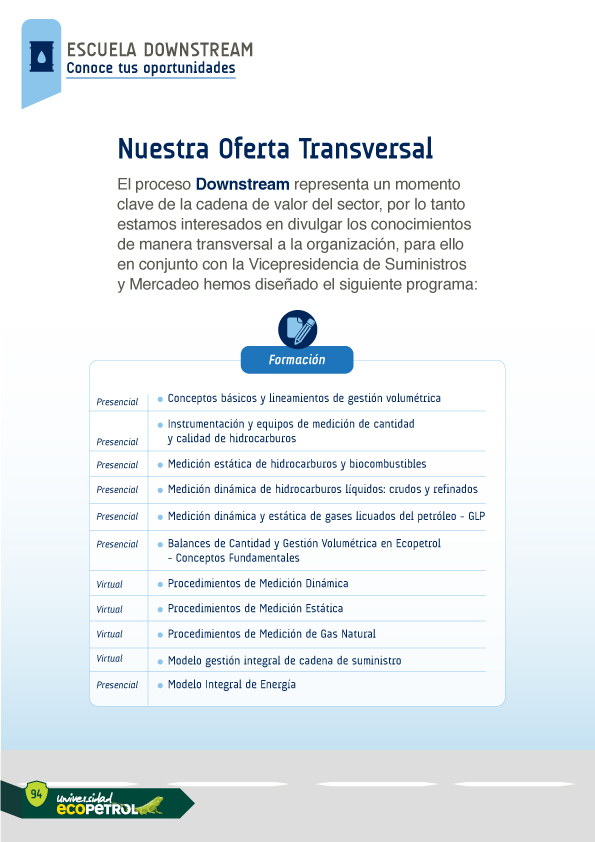 ESCUELA DOWNSTREAM
Conoce tus oportunidades
Nuestra Oferta Transversal
El proceso Downstream representa un momento
clave de la cadena de valor del sector, por lo tanto
estamos interesados en divulgar los conocimientos
de manera transversal a la organización, para ello
en conjunto con la Vicepresidencia de Suministros
y Mercadeo hemos diseñado el siguiente programa:
Formación
Presencial • Conceptos básicos y lineamientos de gestión volumétrica
• Instrumentación y equipos de medición de cantidad
Presencial y calidad de hidrocarburos
Presencial • Medición estática de hidrocarburos y biocombustibles
Presencial • Medición dinámica de hidrocarburos líquidos: crudos y refinados
Presencial • Medición dinámica y estática de gases licuados del petróleo - GLP
Presencial • Balances de Cantidad y Gestión Volumétrica en Ecopetrol
- Conceptos Fundamentales
Virtual • Procedimientos de Medición Dinámica
Virtual • Procedimientos de Medición Estática
Virtual • Procedimientos de Medición de Gas Natural
Virtual • Modelo gestión integral de cadena de suministro
Presencial • Modelo Integral de Energía
94
universidad
ECOPETROL